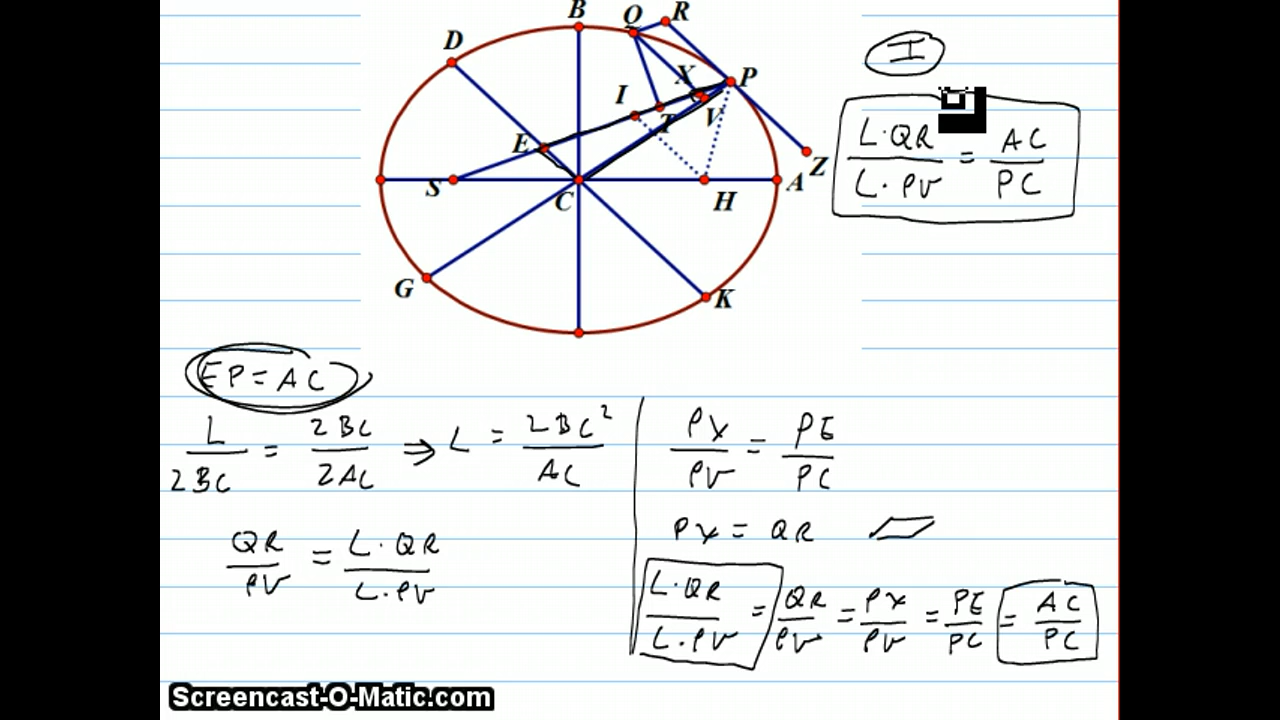 B Q R
D
X P
I
T V
E Z
S C H A
G K
I
L·QR / L·PV = AC / PC
EP = AC
L / 2BC = 2BC / 2AC ⇒ L = 2BC² / AC
QR / PV = L·QR / L·PV
PX / PV = PE / PC
PX = QR ▱
L·QR / L·PV = QR / PV = PX / PV = PE / PC = AC / PC
Screencast-O-Matic.com